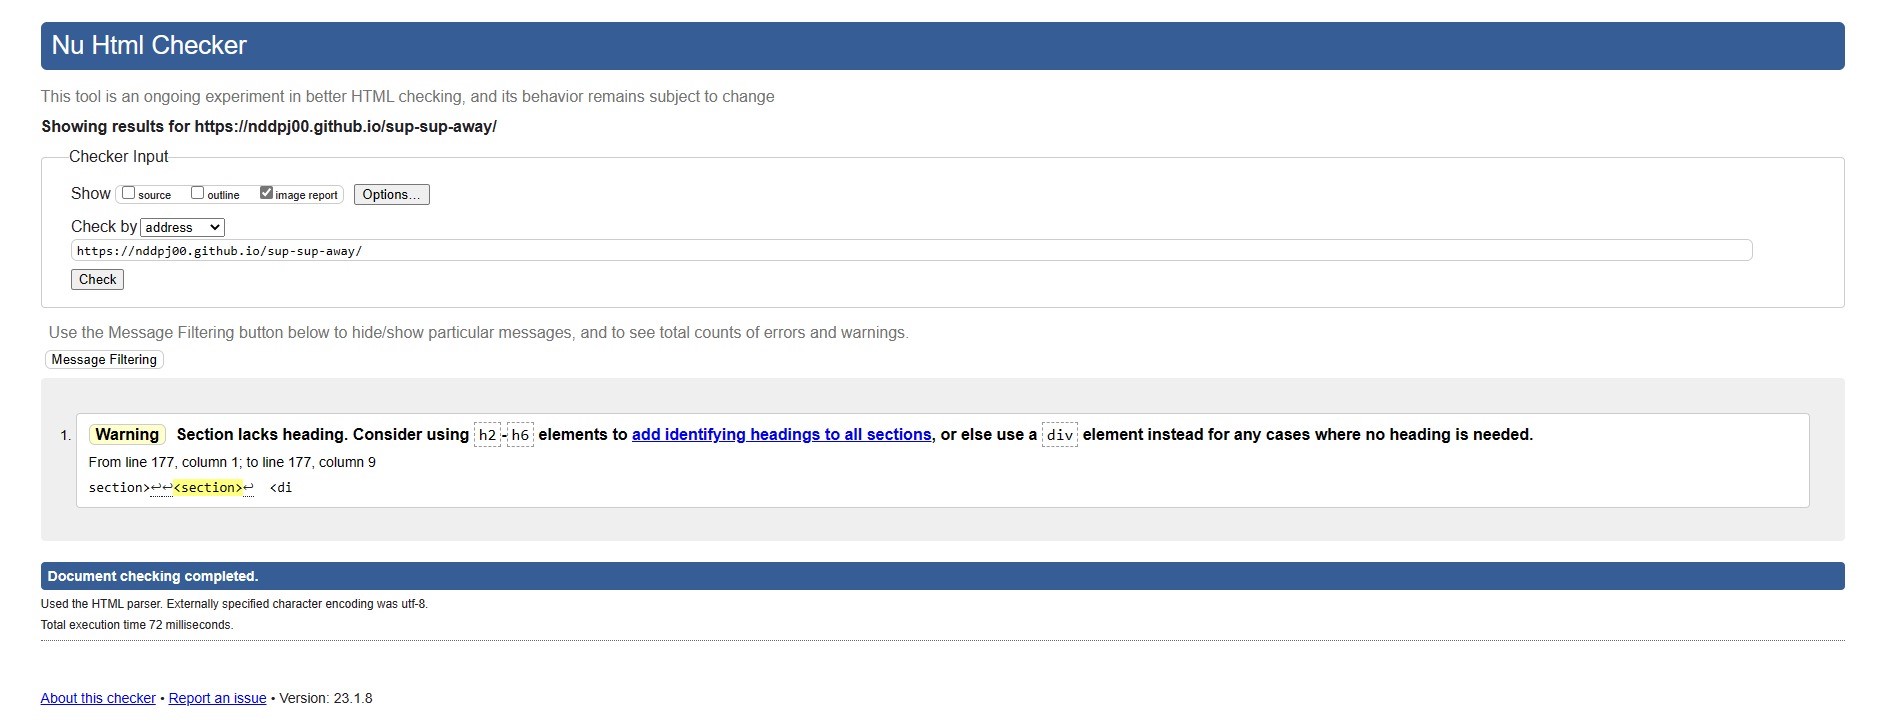 Nu Html Checker
This tool is an ongoing experiment in better HTML checking, and its behavior remains subject to change
Showing results for https://nddpj00.github.io/sup-sup-away/
Checker Input
Show source outline image report Options...
Check by address
https://nddpj00.github.io/sup-sup-away/
Check
Use the Message Filtering button below to hide/show particular messages, and to see total counts of errors and warnings.
Message Filtering
1. Warning Section lacks heading. Consider using h2-h6 elements to add identifying headings to all sections, or else use a div element instead for any cases where no heading is needed.
From line 177, column 1; to line 177, column 9
section>↩↩<section>↩ <di
Document checking completed.
Used the HTML parser. Externally specified character encoding was utf-8.
Total execution time 72 milliseconds.
About this checker • Report an issue • Version: 23.1.8